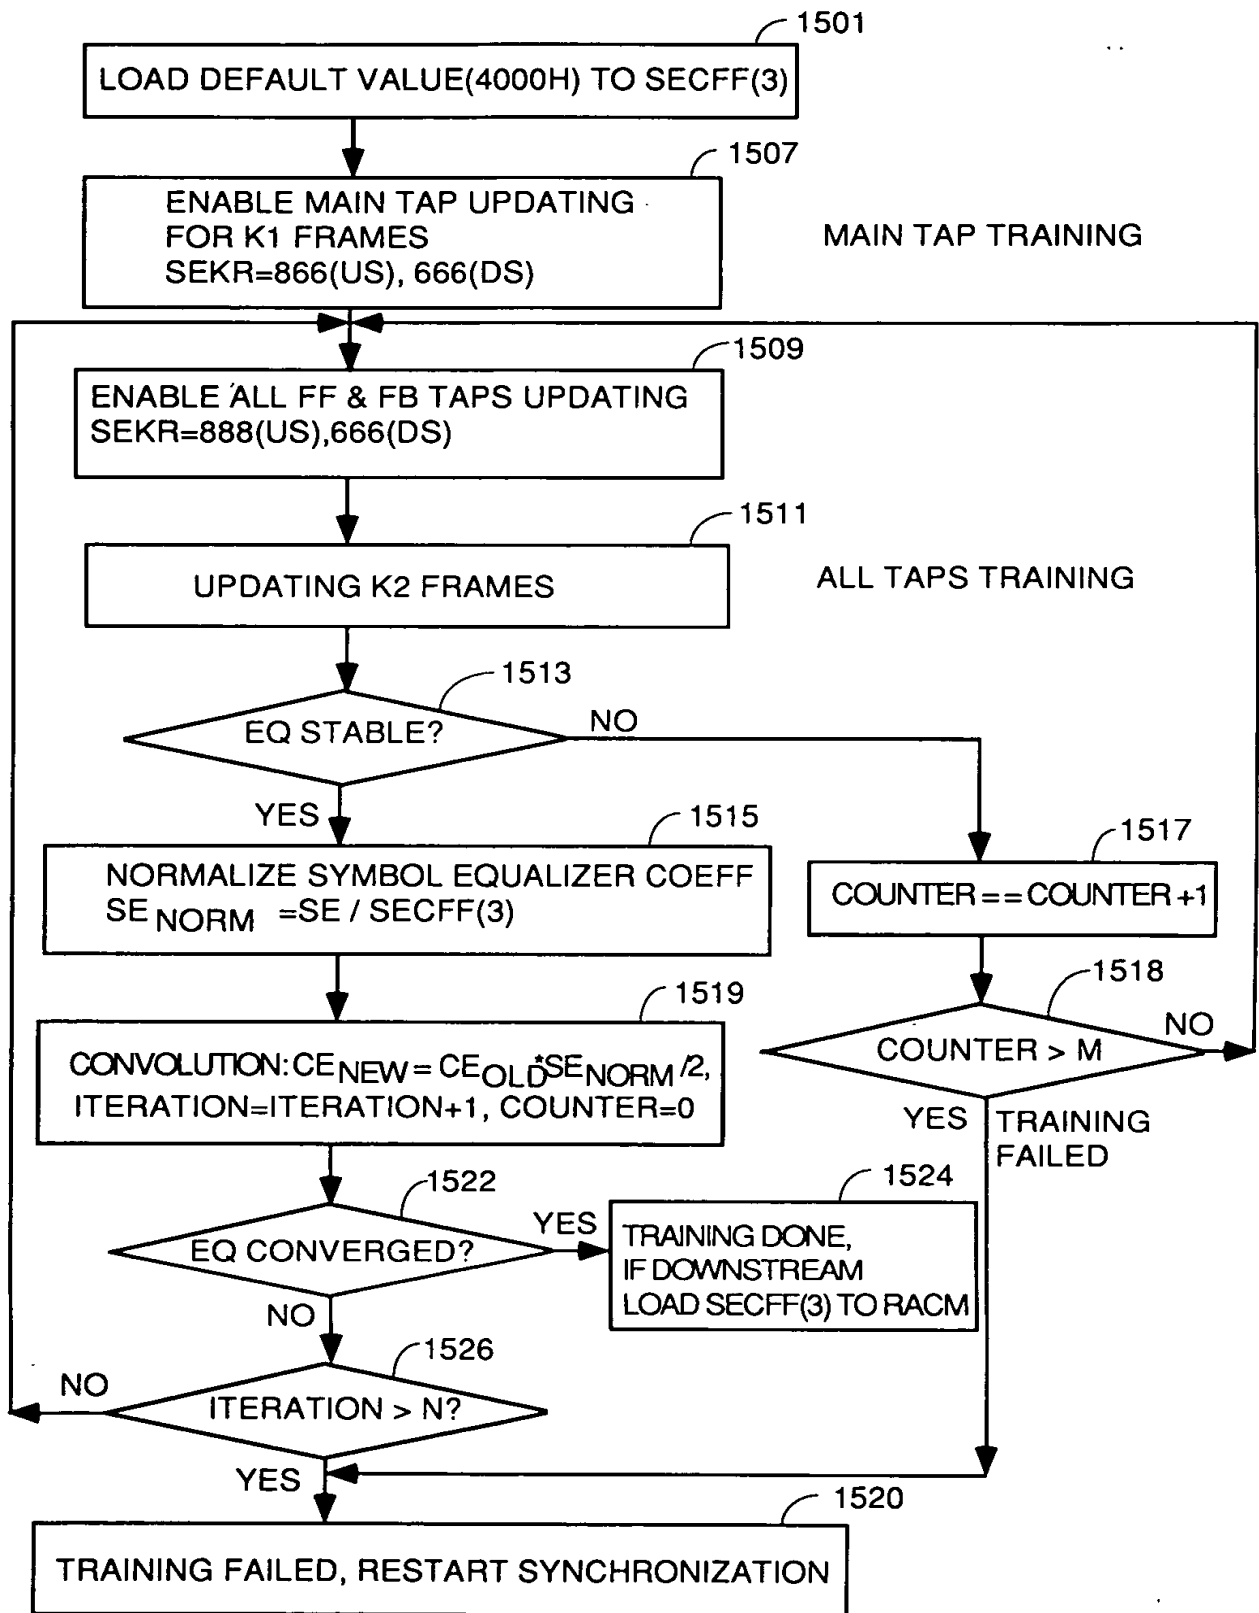 1501
LOAD DEFAULT VALUE(4000H) TO SECFF(3)
1507
ENABLE MAIN TAP UPDATING
FOR K1 FRAMES
SEKR=866(US), 666(DS)
MAIN TAP TRAINING
1509
ENABLE ALL FF & FB TAPS UPDATING
SEKR=888(US),666(DS)
1511
UPDATING K2 FRAMES
ALL TAPS TRAINING
1513
EQ STABLE?
NO
YES
1515
NORMALIZE SYMBOL EQUALIZER COEFF
SE NORM =SE / SECFF(3)
1517
COUNTER == COUNTER +1
1518
COUNTER > M
NO
YES
TRAINING
FAILED
1519
CONVOLUTION: CE NEW = CE OLD*SE NORM /2,
ITERATION=ITERATION+1, COUNTER=0
1522
EQ CONVERGED?
YES
NO
1524
TRAINING DONE,
IF DOWNSTREAM
LOAD SECFF(3) TO RACM
1526
ITERATION > N?
NO
YES
1520
TRAINING FAILED, RESTART SYNCHRONIZATION